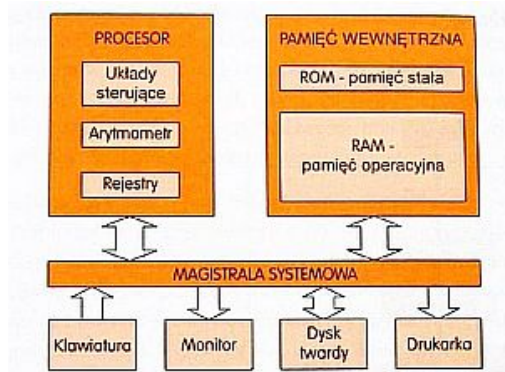 PROCESOR
Układy
sterujące
Arytmometr
Rejestry
PAMIĘĆ WEWNĘTRZNA
ROM - pamięć stała
RAM -
pamięć operacyjna
MAGISTRALA SYSTEMOWA
Klawiatura
Monitor
Dysk
twardy
Drukarka